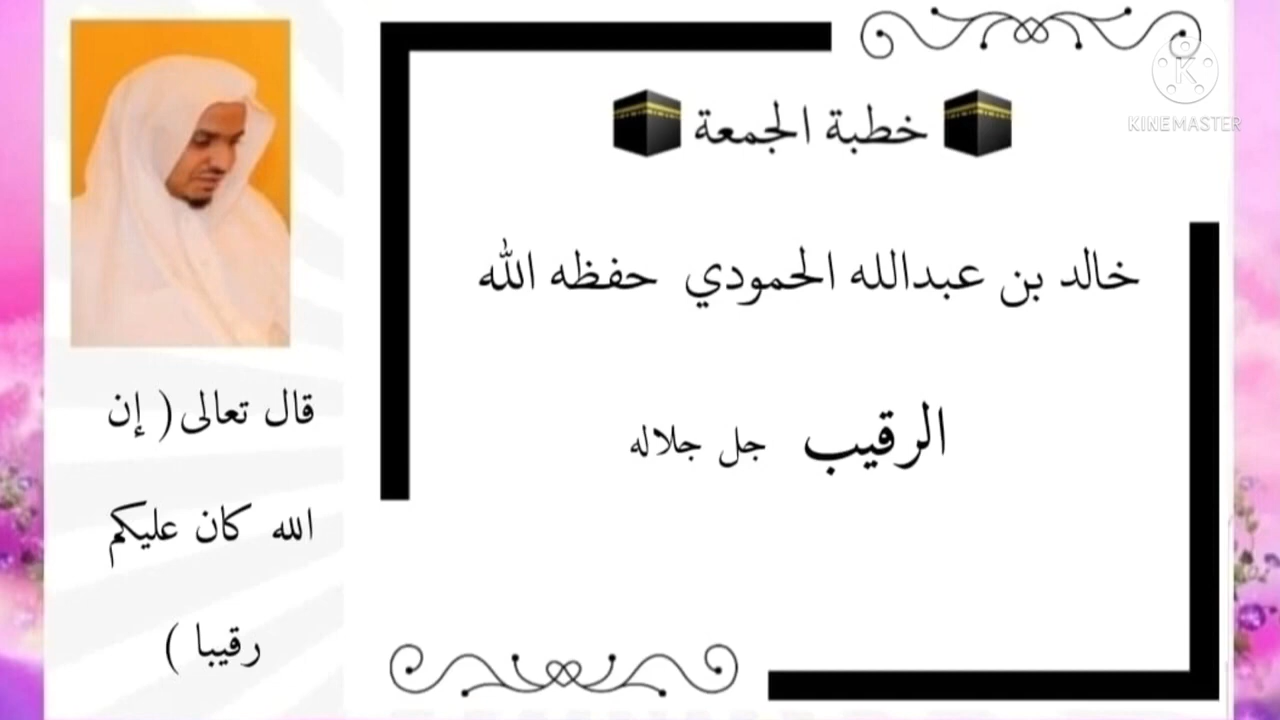 خطبة الجمعة
خالد بن عبدالله الحمودي حفظه الله
الرقيب جل جلاله
قال تعالى( إن
الله كان عليكم
رقيبا )
KINEMASTER